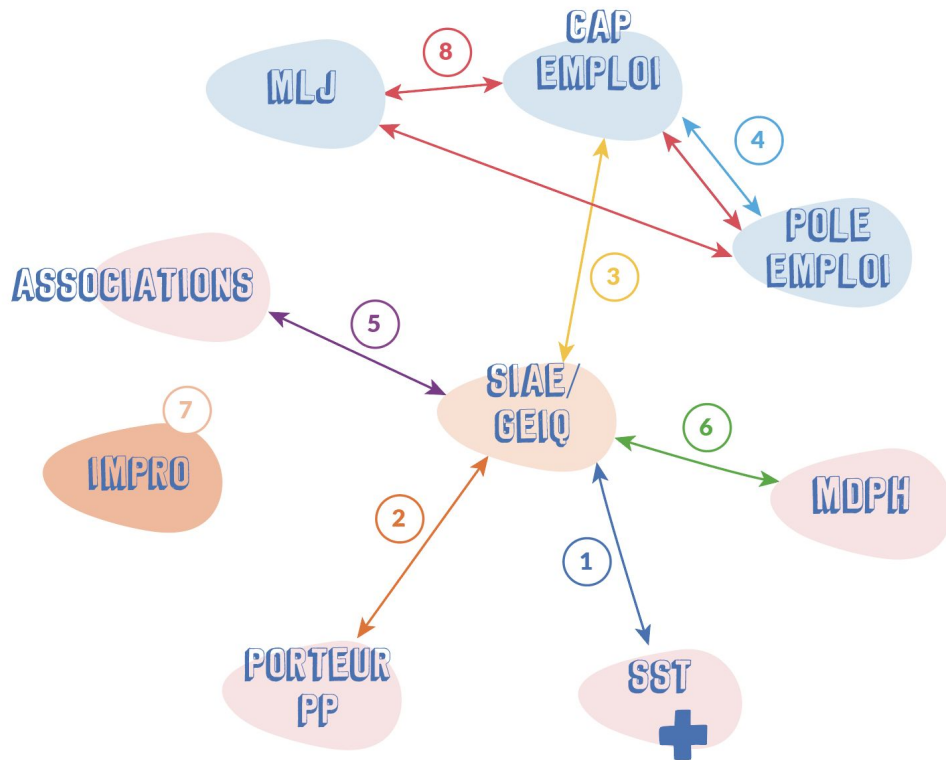 CAP
EMPLOI
8
MLJ
4
POLE
EMPLOI
3
ASSOCIATIONS
5
SIAE/
GEIQ
7
6
IMPRO
MDPH
2
1
PORTEUR
PP
SST